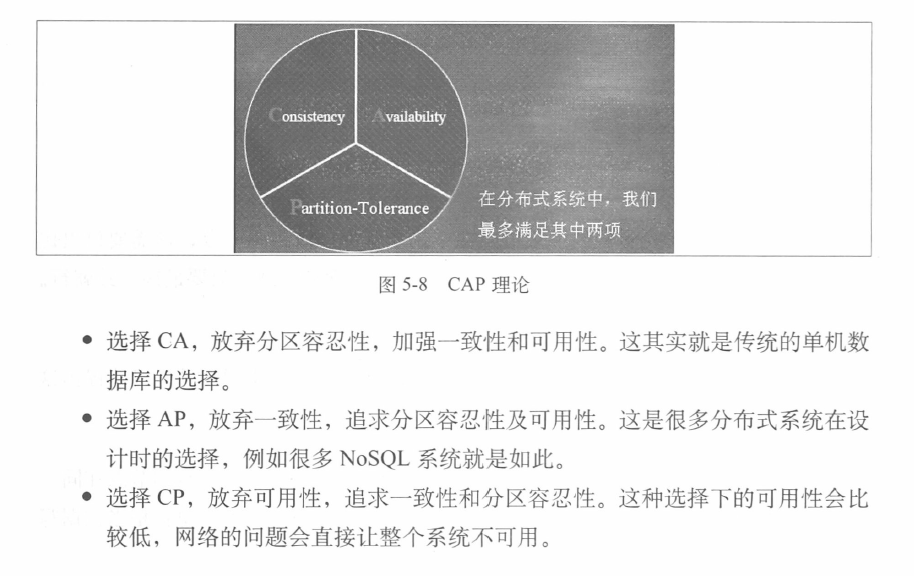 Consistency
Availability
Partition-Tolerance
在分布式系统中，我们
最多满足其中两项
图 5-8 CAP 理论
• 选择 CA，放弃分区容忍性，加强一致性和可用性。这其实就是传统的单机数
据库的选择。
• 选择 AP，放弃一致性，追求分区容忍性及可用性。这是很多分布式系统在设
计时的选择，例如很多 NoSQL 系统就是如此。
• 选择 CP，放弃可用性，追求一致性和分区容忍性。这种选择下的可用性会比
较低，网络的问题会直接让整个系统不可用。